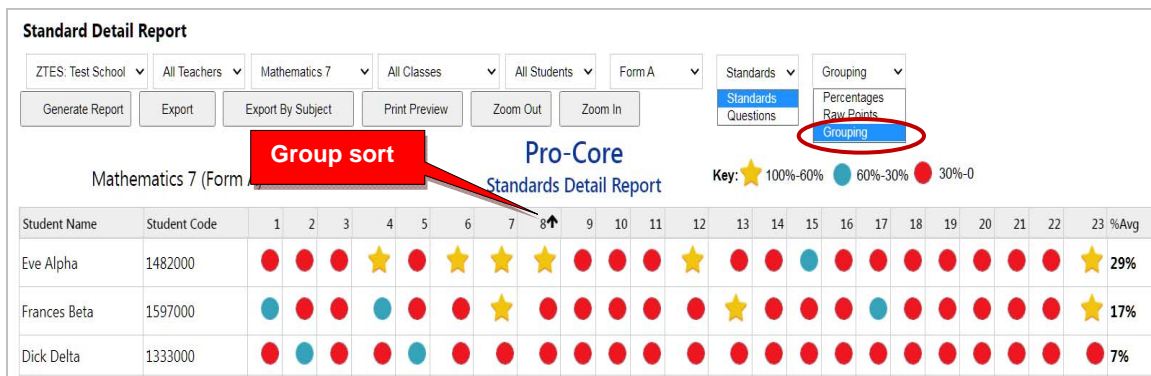 Standard Detail Report
ZTES: Test School All Teachers Mathematics 7 All Classes All Students Form A Standards Grouping
Generate Report Export Export By Subject Print Preview Zoom Out Zoom In
Standards
Questions
Percentages
Raw Points
Grouping
Group sort
Pro-Core
Mathematics 7 (Form A)
Standards Detail Report
Key: 100%-60% 60%-30% 30%-0
Student Name Student Code 1 2 3 4 5 6 7 8 9 10 11 12 13 14 15 16 17 18 19 20 21 22 23 %Avg
Eve Alpha 1482000 29%
Frances Beta 1597000 17%
Dick Delta 1333000 7%